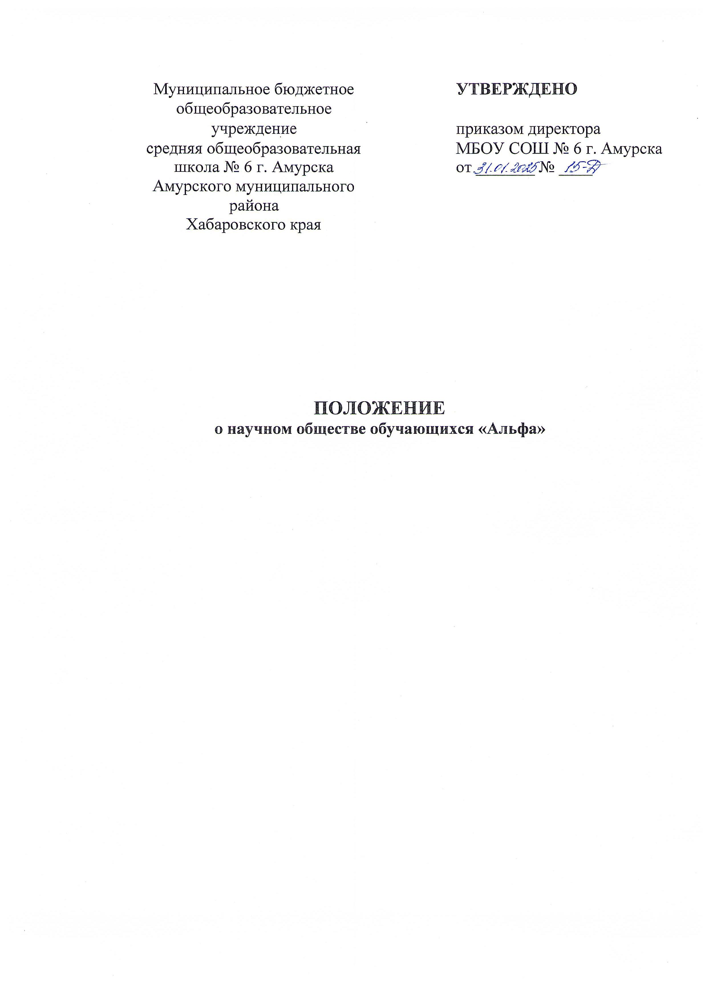 Муниципальное бюджетное
общеобразовательное
учреждение
средняя общеобразовательная
школа № 6 г. Амурска
Амурского муниципального
района
Хабаровского края
УТВЕРЖДЕНО
приказом директора
МБОУ СОШ № 6 г. Амурска
от 31.01.2025 № 15-Д
ПОЛОЖЕНИЕ
о научном обществе обучающихся «Альфа»